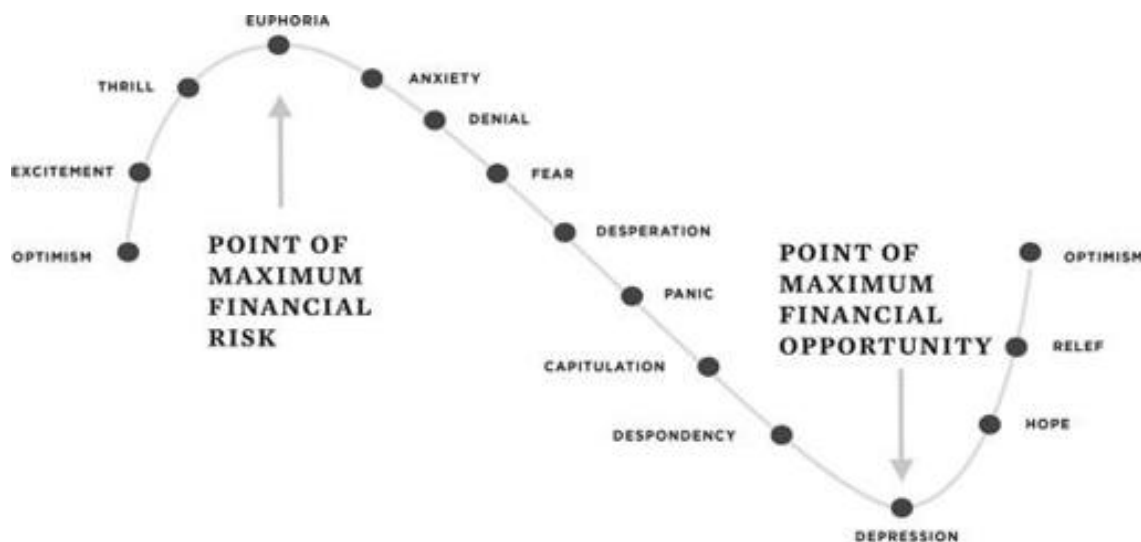 EUPHORIA
THRILL
ANXIETY
DENIAL
EXCITEMENT
FEAR
OPTIMISM
POINT OF
MAXIMUM
FINANCIAL
RISK
DESPERATION
PANIC
CAPITULATION
DESPONDENCY
POINT OF
MAXIMUM
FINANCIAL
OPPORTUNITY
OPTIMISM
RELEF
HOPE
DEPRESSION